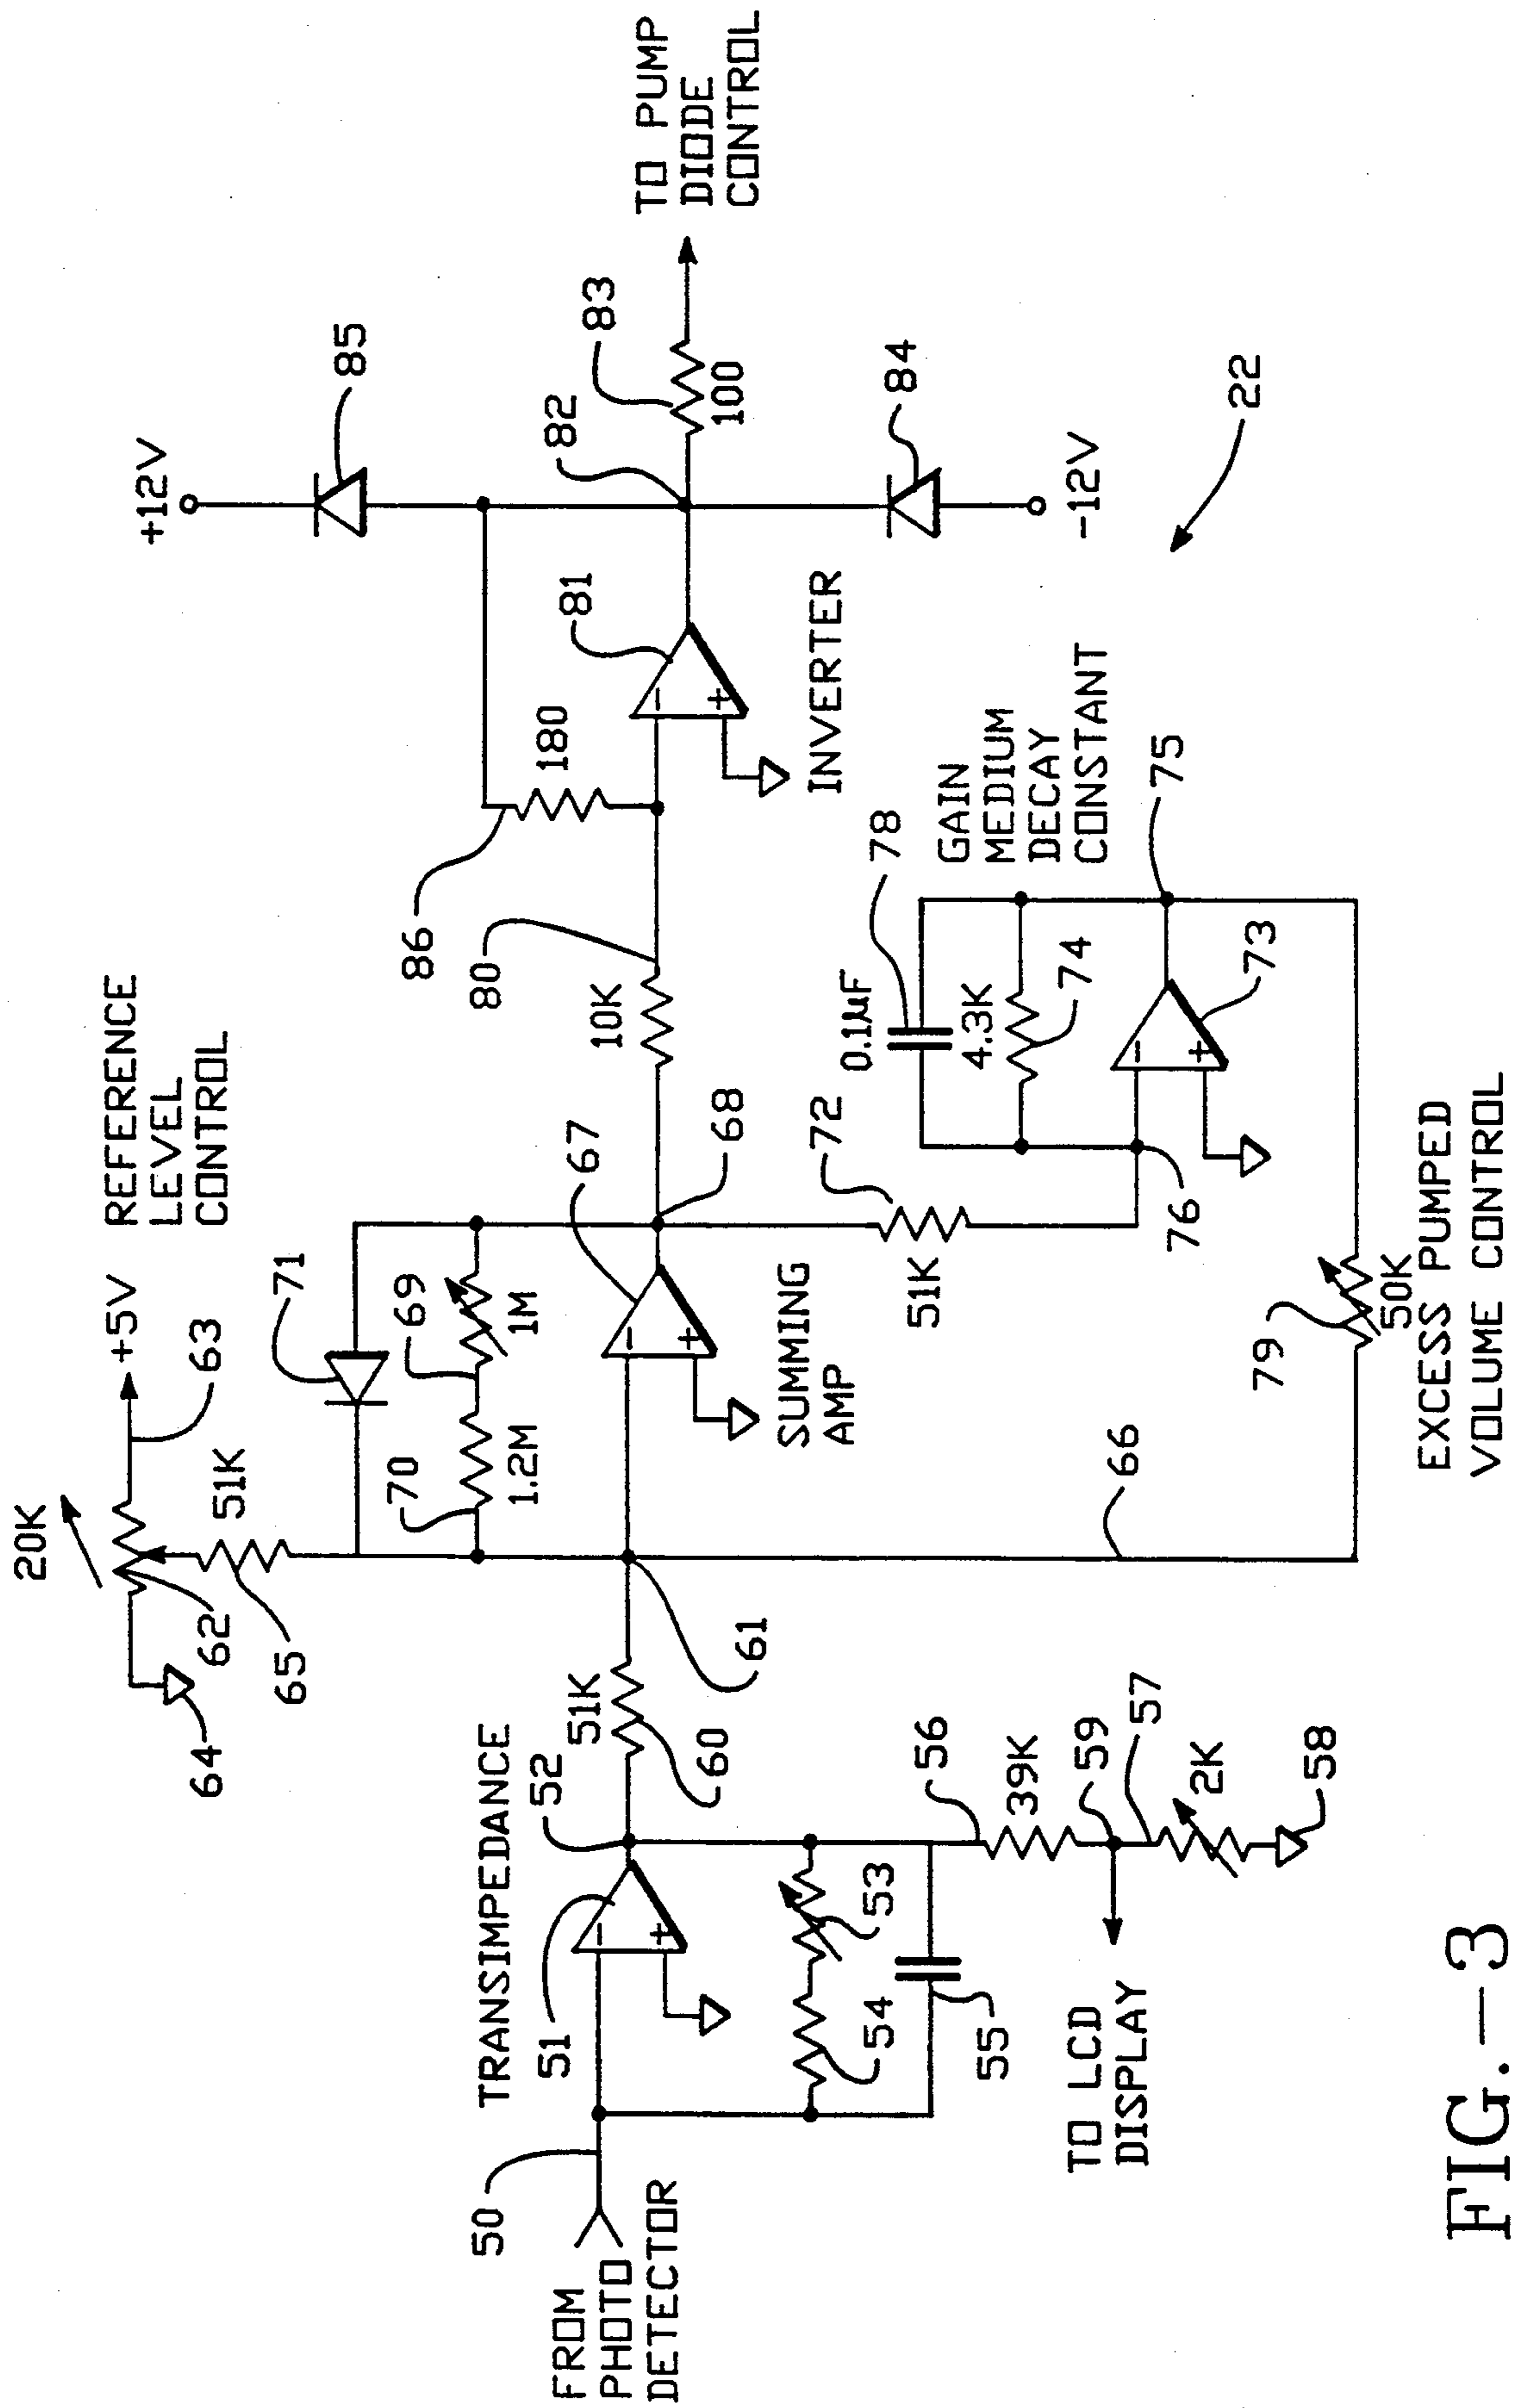 FIG.-3
FROM
PHOTO
DETECTOR
50
TRANSIMPEDANCE
51
52
53
54
55
56
39K
59
57
2K
58
TO LCD
DISPLAY
51K
60
61
20K
62
64
65
51K
63
+5V
REFERENCE
LEVEL
CONTROL
71
70
1.2M
69
1M
67
SUMMING
AMP
68
66
72
51K
76
79
50K
EXCESS PUMPED
VOLUME CONTROL
73
74
4.3K
0.1µF
78
75
GAIN
MEDIUM
DECAY
CONSTANT
10K
80
86
180
81
INVERTER
82
+12V
85
84
-12V
83
100
TO PUMP
DIODE
CONTROL
22